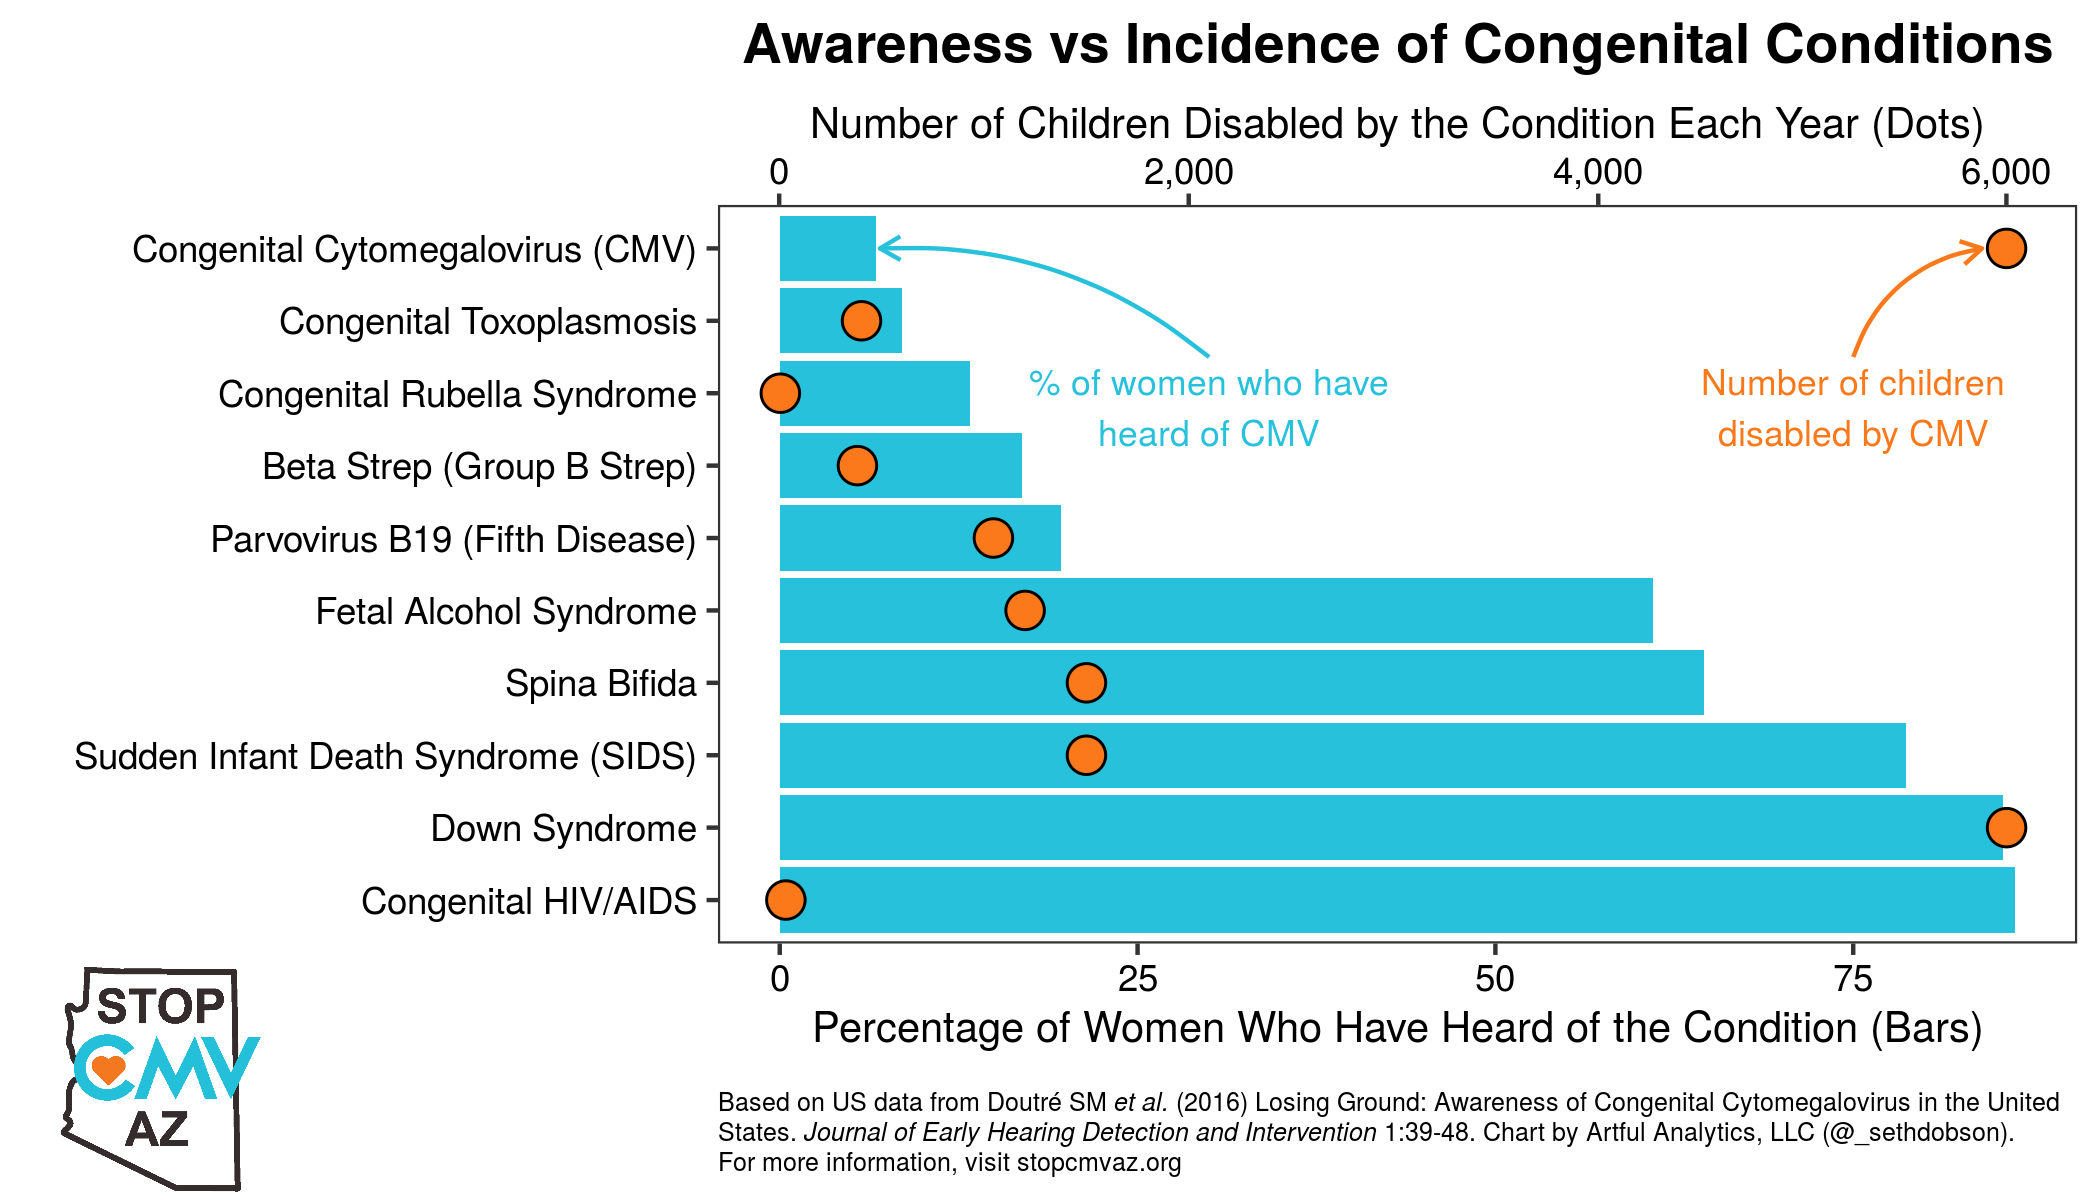 Awareness vs Incidence of Congenital Conditions
Number of Children Disabled by the Condition Each Year (Dots)
0 2,000 4,000 6,000
Congenital Cytomegalovirus (CMV)
Congenital Toxoplasmosis
Congenital Rubella Syndrome
Beta Strep (Group B Strep)
Parvovirus B19 (Fifth Disease)
Fetal Alcohol Syndrome
Spina Bifida
Sudden Infant Death Syndrome (SIDS)
Down Syndrome
Congenital HIV/AIDS
% of women who have
heard of CMV
Number of children
disabled by CMV
0 25 50 75
Percentage of Women Who Have Heard of the Condition (Bars)
STOP
CMV
AZ
Based on US data from Doutré SM et al. (2016) Losing Ground: Awareness of Congenital Cytomegalovirus in the United
States. Journal of Early Hearing Detection and Intervention 1:39-48. Chart by Artful Analytics, LLC (@_sethdobson).
For more information, visit stopcmvaz.org